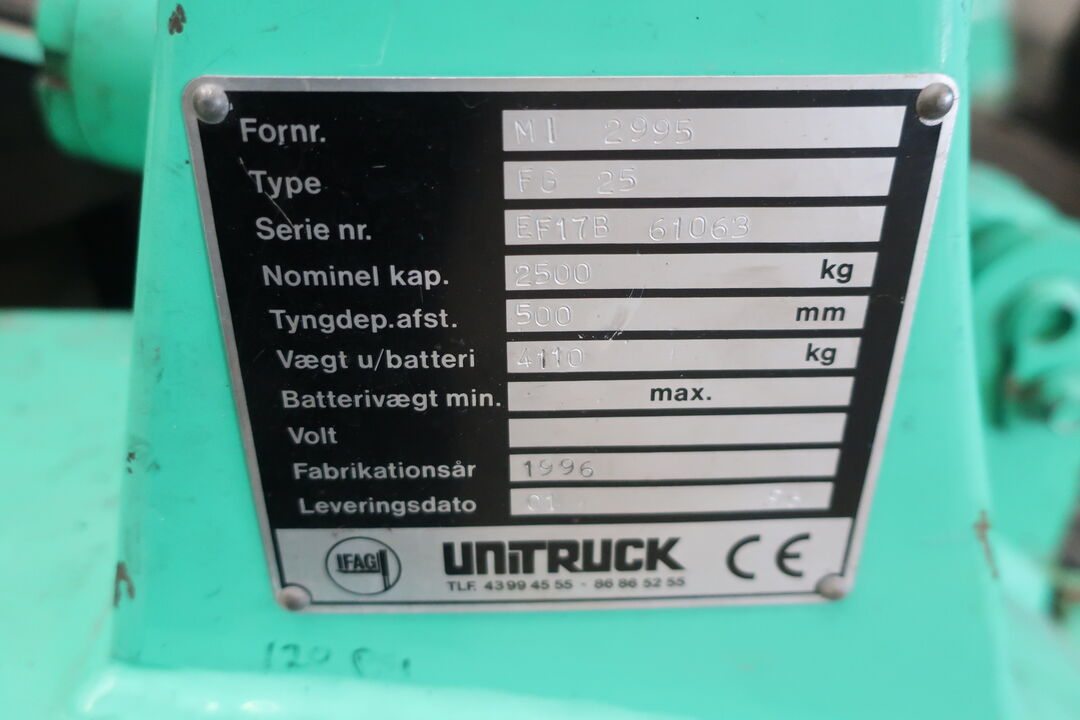 Fornr. MI 2995
Type FG 25
Serie nr. EF17B 61063
Nominel kap. 2500 kg
Tyngdep.afst. 500 mm
Vægt u/batteri 4110 kg
Batterivægt min. max.
Volt
Fabrikationsår 1996
Leveringsdato 01
IFAG UNITRUCK CE
TLF. 43 99 45 55 - 86 86 52 55
120